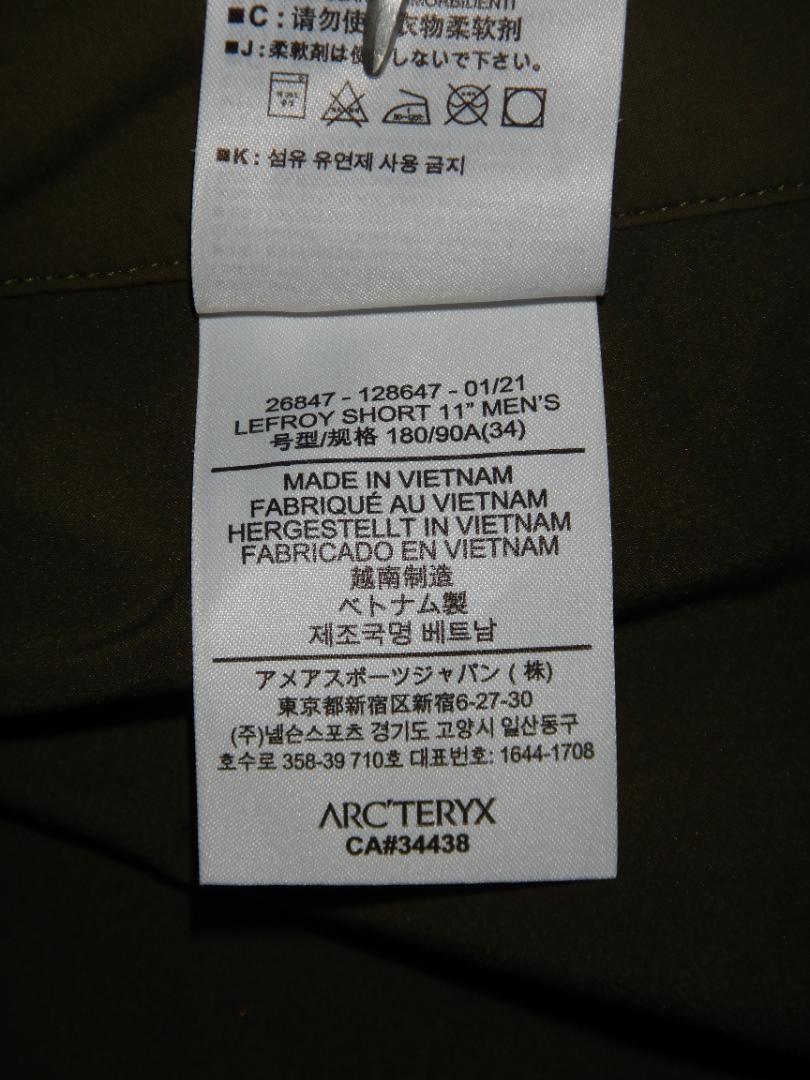 MORBIDENTI
■C : 请勿使 衣物柔软剂
■J : 柔軟剤は使 しないで下さい。
■K : 섬유 유연제 사용 금지
26847 - 128647 - 01/21
LEFROY SHORT 11" MEN'S
号型/规格 180/90A(34)
MADE IN VIETNAM
FABRIQUÉ AU VIETNAM
HERGESTELLT IN VIETNAM
FABRICADO EN VIETNAM
越南制造
ベトナム製
제조국명 베트남
アメアスポーツジャパン ( 株)
東京都新宿区新宿6-27-30
(주)넬슨스포츠 경기도 고양시 일산동구
호수로 358-39 710호 대표번호: 1644-1708
ARC'TERYX
CA#34438